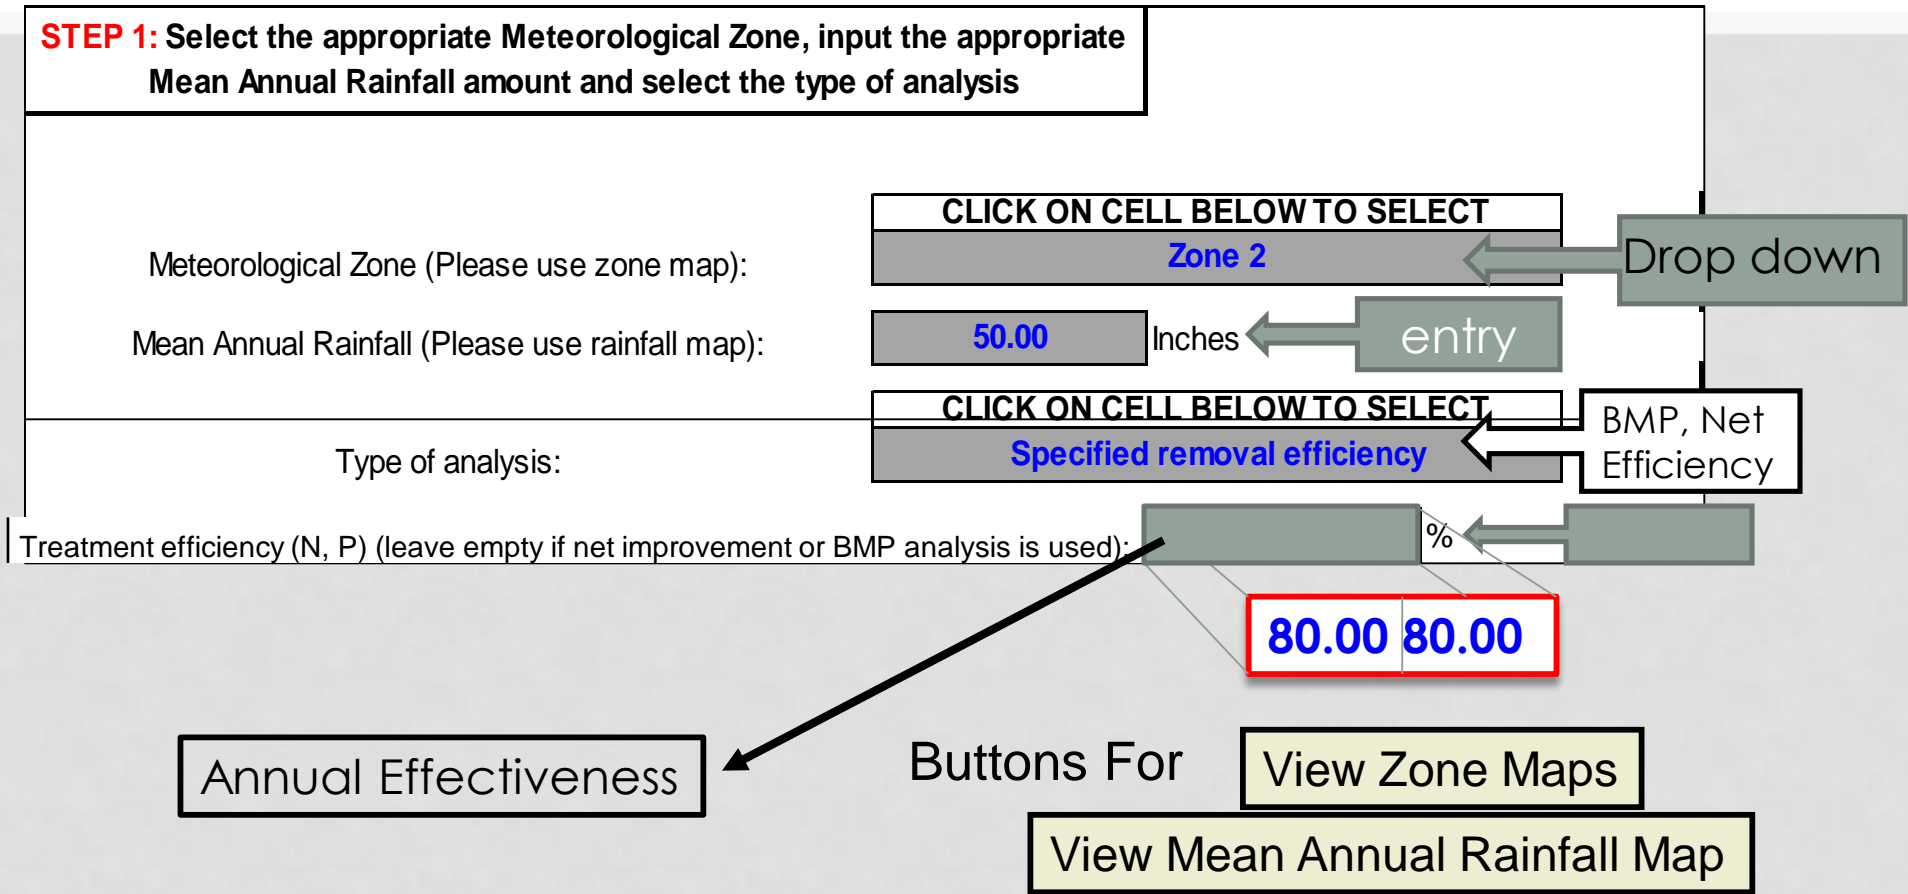 STEP 1: Select the appropriate Meteorological Zone, input the appropriate
Mean Annual Rainfall amount and select the type of analysis
CLICK ON CELL BELOW TO SELECT
Meteorological Zone (Please use zone map):
Zone 2
Drop down
Mean Annual Rainfall (Please use rainfall map):
50.00
Inches
entry
CLICK ON CELL BELOW TO SELECT
Type of analysis:
Specified removal efficiency
BMP, Net
Efficiency
Treatment efficiency (N, P) (leave empty if net improvement or BMP analysis is used):
%
80.00 80.00
Annual Effectiveness
Buttons For
View Zone Maps
View Mean Annual Rainfall Map